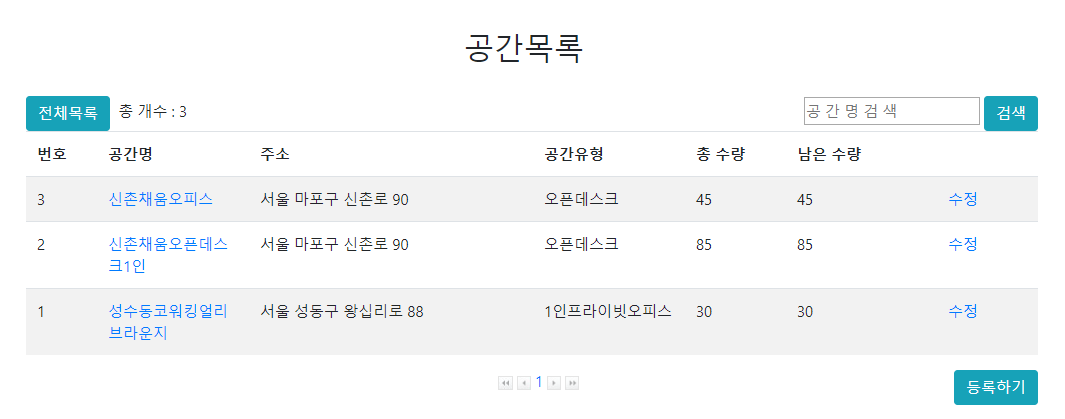 공간목록
전체목록 총 개수 : 3 공 간 명 검 색 검색
번호 공간명 주소 공간유형 총 수량 남은 수량
3 신촌채움오피스 서울 마포구 신촌로 90 오픈데스크 45 45 수정
2 신촌채움오픈데스 서울 마포구 신촌로 90 오픈데스크 85 85 수정
크1인
1 성수동코워킹얼리 서울 성동구 왕십리로 88 1인프라이빗오피스 30 30 수정
브라운지
1
등록하기